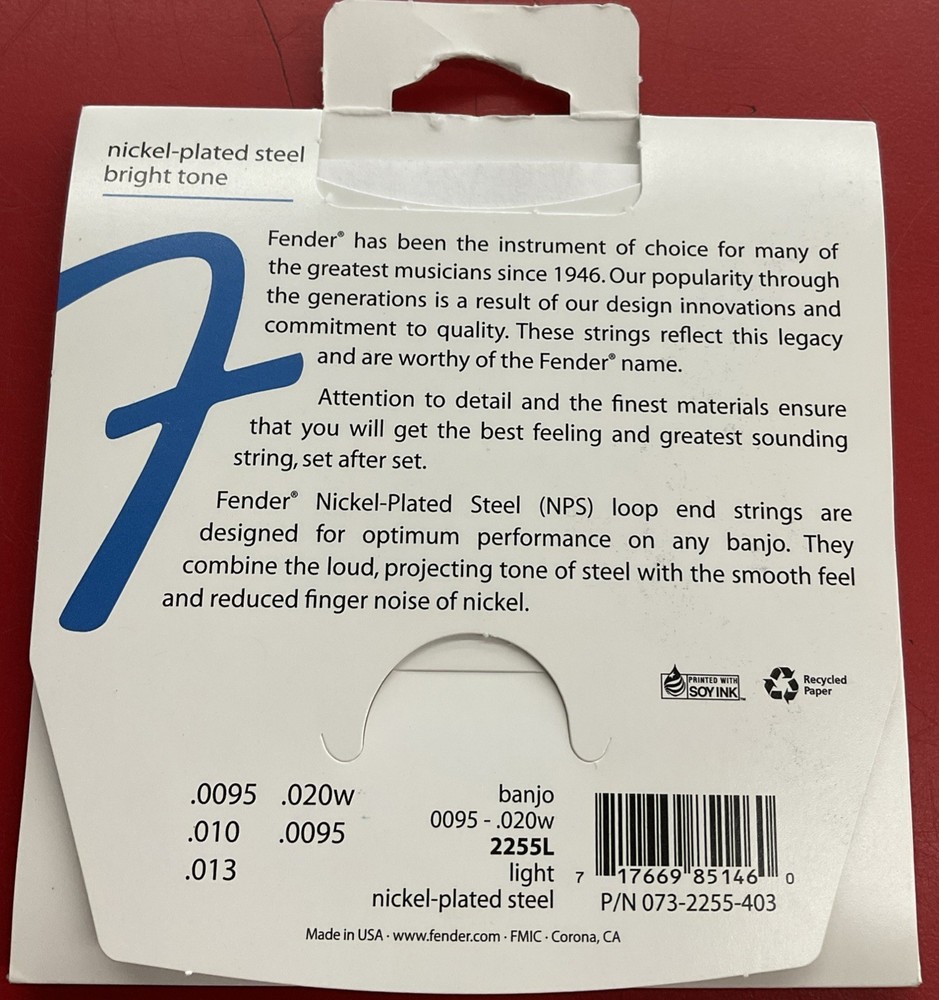 nickel-plated steel
bright tone
Fender® has been the instrument of choice for many of
the greatest musicians since 1946. Our popularity through
the generations is a result of our design innovations and
commitment to quality. These strings reflect this legacy
and are worthy of the Fender® name.
Attention to detail and the finest materials ensure
that you will get the best feeling and greatest sounding
string, set after set.
Fender® Nickel-Plated Steel (NPS) loop end strings are
designed for optimum performance on any banjo. They
combine the loud, projecting tone of steel with the smooth feel
and reduced finger noise of nickel.
PRINTED WITH
SOY INK™
Recycled
Paper
.0095 .020w
.010 .0095
.013
banjo
0095 - .020w
2255L
light
nickel-plated steel
7 17669 85146 0
P/N 073-2255-403
Made in USA · www.fender.com · FMIC · Corona, CA